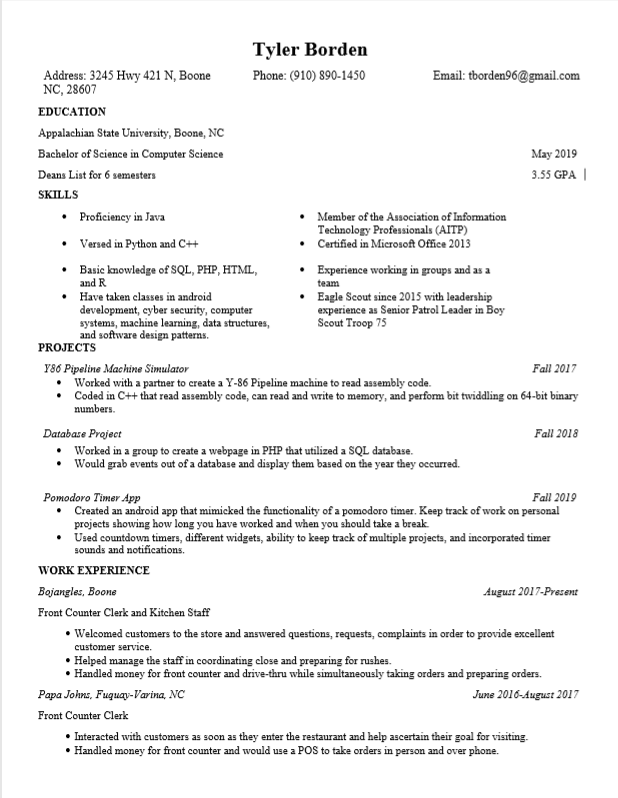 Tyler Borden
Address: 3245 Hwy 421 N, Boone NC, 28607
Phone: (910) 890-1450
Email: tborden96@gmail.com
EDUCATION
Appalachian State University, Boone, NC
Bachelor of Science in Computer Science May 2019
Deans List for 6 semesters 3.55 GPA
SKILLS
• Proficiency in Java
• Member of the Association of Information
Technology Professionals (AITP)
• Versed in Python and C++
• Certified in Microsoft Office 2013
• Basic knowledge of SQL, PHP, HTML,
and R
• Experience working in groups and as a
team
• Have taken classes in android
development, cyber security, computer
systems, machine learning, data structures,
and software design patterns.
• Eagle Scout since 2015 with leadership
experience as Senior Patrol Leader in Boy
Scout Troop 75
PROJECTS
Y86 Pipeline Machine Simulator Fall 2017
• Worked with a partner to create a Y-86 Pipeline machine to read assembly code.
• Coded in C++ that read assembly code, can read and write to memory, and perform bit twiddling on 64-bit binary
numbers.
Database Project Fall 2018
• Worked in a group to create a webpage in PHP that utilized a SQL database.
• Would grab events out of a database and display them based on the year they occurred.
Pomodoro Timer App Fall 2019
• Created an android app that mimicked the functionality of a pomodoro timer. Keep track of work on personal
projects showing how long you have worked and when you should take a break.
• Used countdown timers, different widgets, ability to keep track of multiple projects, and incorporated timer
sounds and notifications.
WORK EXPERIENCE
Bojangles, Boone August 2017-Present
Front Counter Clerk and Kitchen Staff
• Welcomed customers to the store and answered questions, requests, complaints in order to provide excellent
customer service.
• Helped manage the staff in coordinating close and preparing for rushes.
• Handled money for front counter and drive-thru while simultaneously taking orders and preparing orders.
Papa Johns, Fuquay-Varina, NC June 2016-August 2017
Front Counter Clerk
• Interacted with customers as soon as they enter the restaurant and help ascertain their goal for visiting.
• Handled money for front counter and would use a POS to take orders in person and over phone.